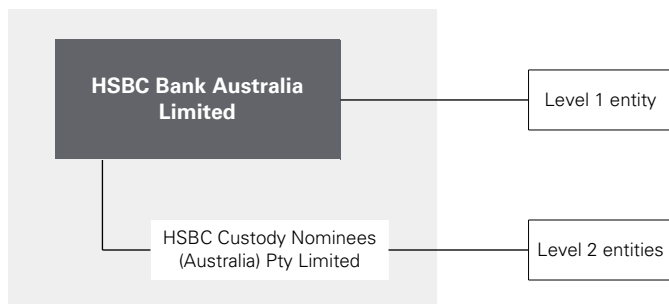 HSBC Bank Australia
Limited
Level 1 entity
HSBC Custody Nominees
(Australia) Pty Limited
Level 2 entities